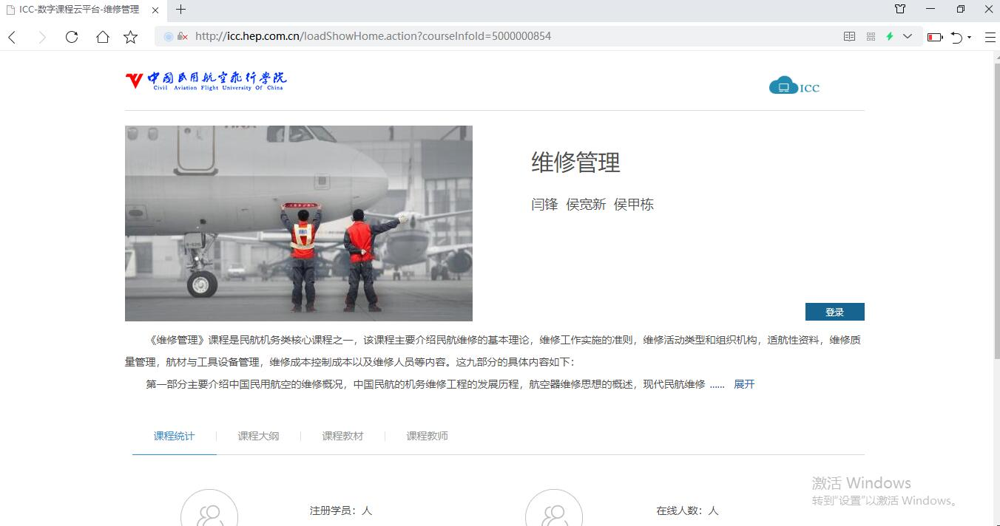 ICC-数字课程云平台-维修管理
http://icc.hep.com.cn/loadShowHome.action?courseInfoId=5000000854
中国民用航空飞行学院
Civil Aviation Flight University Of China
ICC
维修管理
闫锋 侯宽新 侯甲栋
登录
《维修管理》课程是民航机务类核心课程之一，该课程主要介绍民航维修的基本理论，维修工作实施的准则，维修活动类型和组织机构，适航性资料，维修质
量管理，航材与工具设备管理，维修成本控制成本以及维修人员等内容。这九部分的具体内容如下：
第一部分主要介绍中国民用航空的维修概况，中国民航的机务维修工程的发展历程，航空器维修思想的概述，现代民航维修 ...... 展开
课程统计 课程大纲 课程教材 课程教师
注册学员：人 在线人数：人
激活 Windows
转到"设置"以激活 Windows。